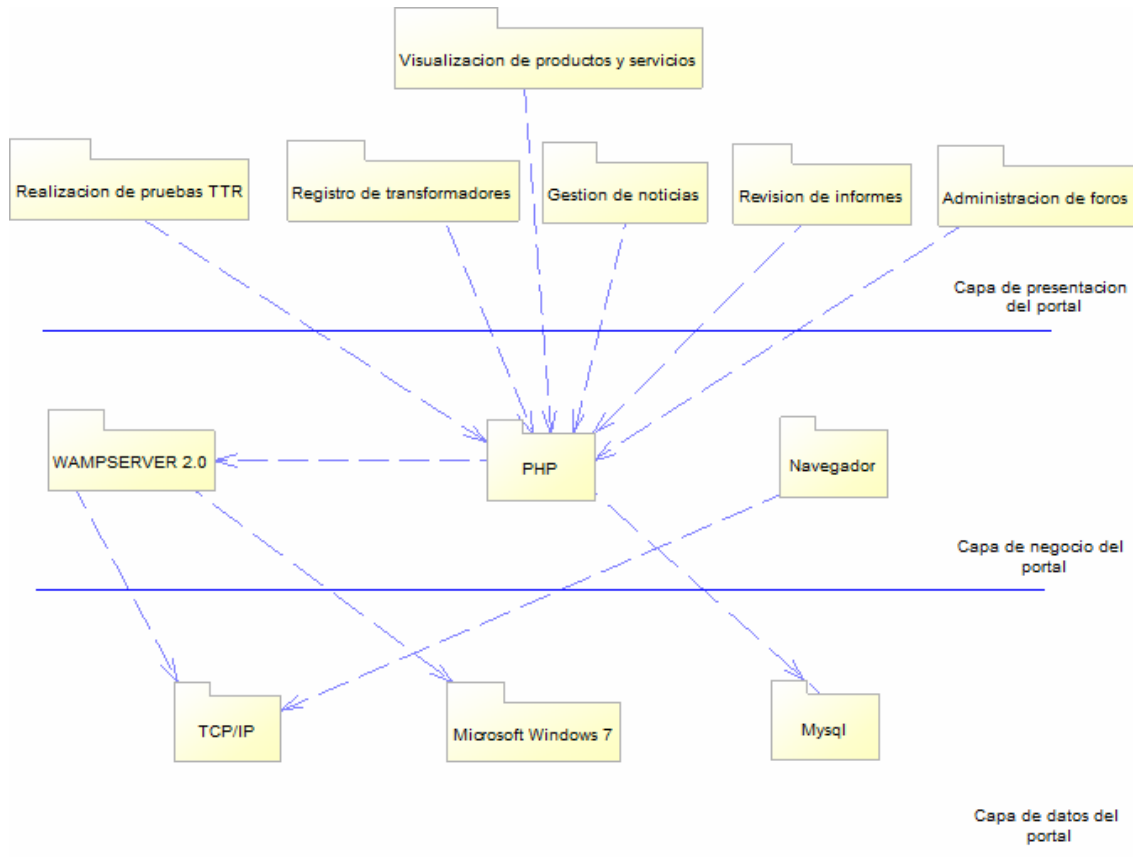 Visualizacion de productos y servicios
Realizacion de pruebas TTR
Registro de transformadores
Gestion de noticias
Revision de informes
Administracion de foros
Capa de presentacion
del portal
WAMPSERVER 2.0
PHP
Navegador
Capa de negocio del
portal
TCP/IP
Microsoft Windows 7
Mysql
Capa de datos del
portal